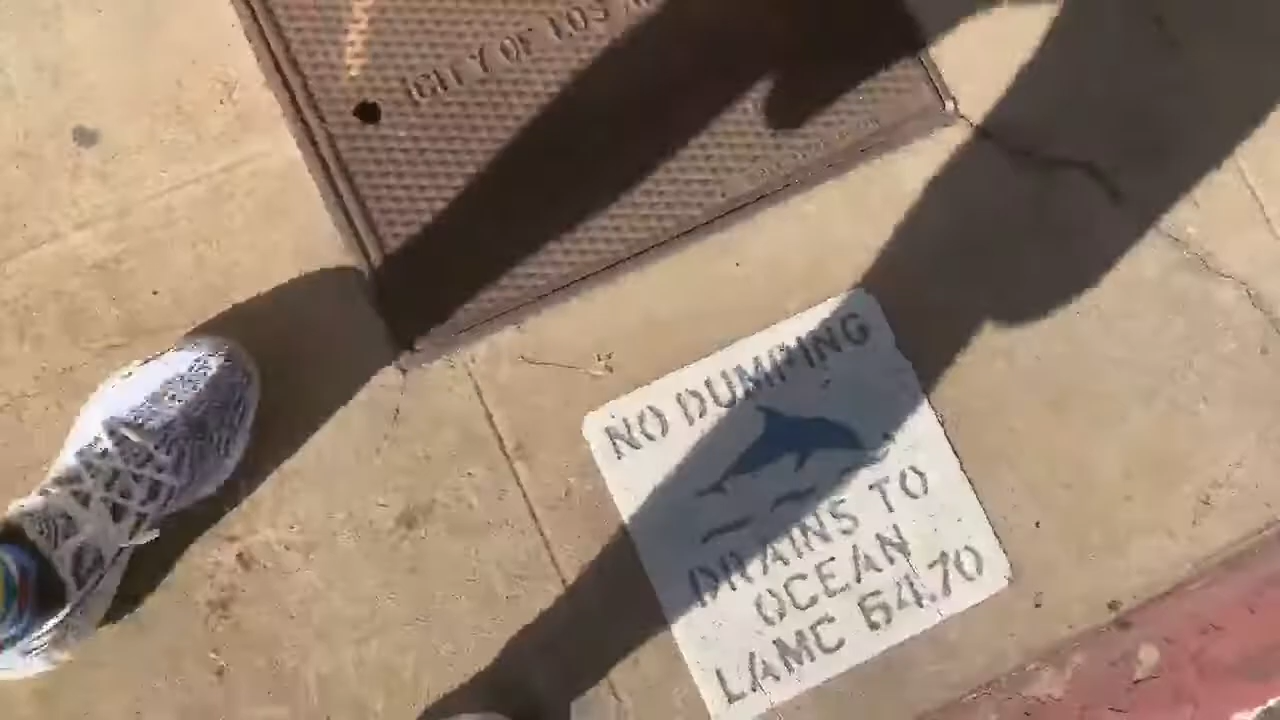 CITY OF LOS
NO DUMPING
DRAINS TO
OCEAN
LAMC 64.70